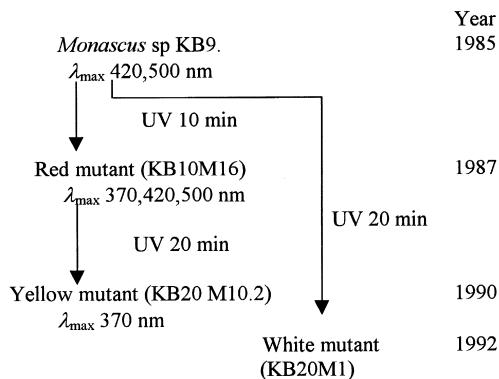 Year
Monascus sp KB9. 1985
λmax 420,500 nm
UV 10 min
Red mutant (KB10M16) 1987
λmax 370,420,500 nm
UV 20 min
UV 20 min
Yellow mutant (KB20 M10.2) 1990
λmax 370 nm
White mutant 1992
(KB20M1)